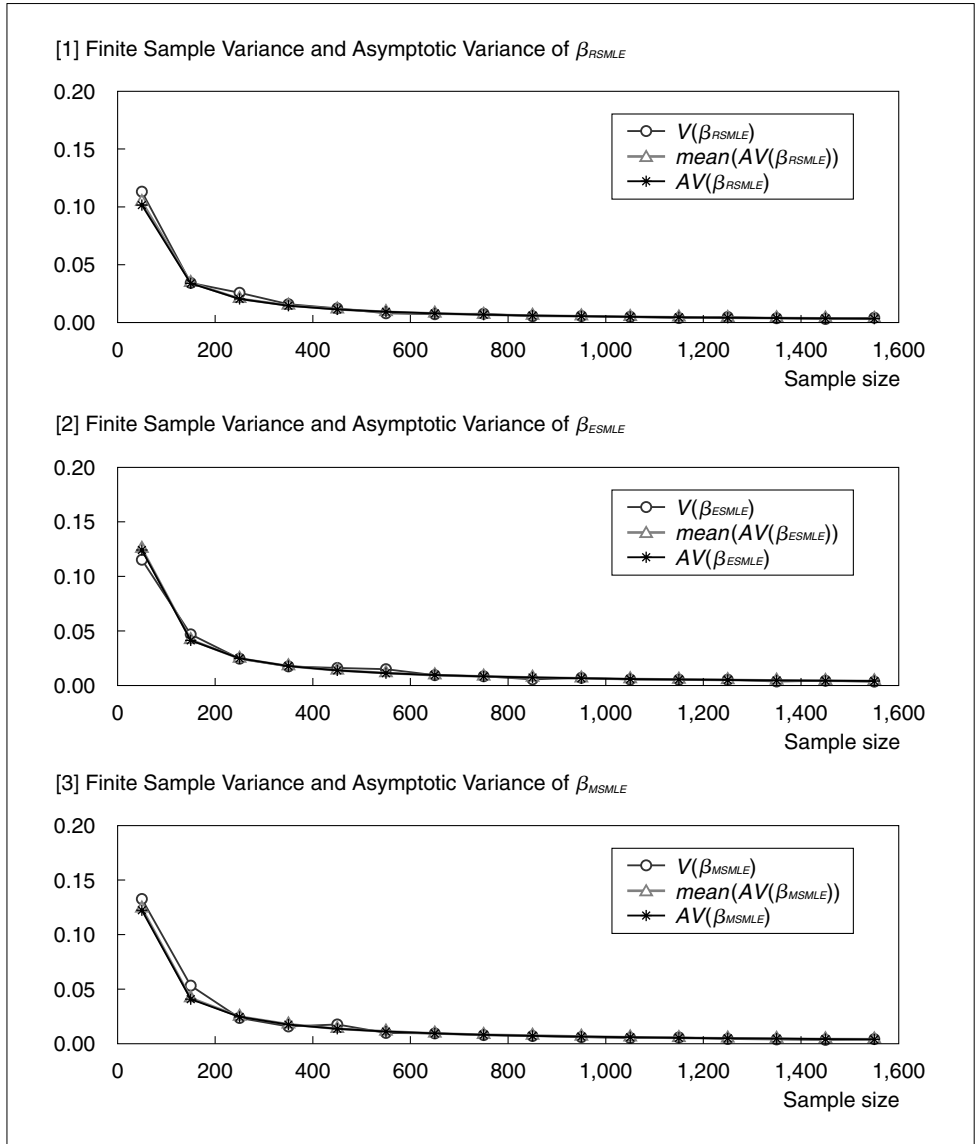 [1] Finite Sample Variance and Asymptotic Variance of βRSMLE
0.20
0.15
0.10
0.05
0.00
V(βRSMLE)
mean(AV(βRSMLE))
AV(βRSMLE)
0 200 400 600 800 1,000 1,200 1,400 1,600
Sample size
[2] Finite Sample Variance and Asymptotic Variance of βESMLE
0.20
0.15
0.10
0.05
0.00
V(βESMLE)
mean(AV(βESMLE))
AV(βESMLE)
0 200 400 600 800 1,000 1,200 1,400 1,600
Sample size
[3] Finite Sample Variance and Asymptotic Variance of βMSMLE
0.20
0.15
0.10
0.05
0.00
V(βMSMLE)
mean(AV(βMSMLE))
AV(βMSMLE)
0 200 400 600 800 1,000 1,200 1,400 1,600
Sample size